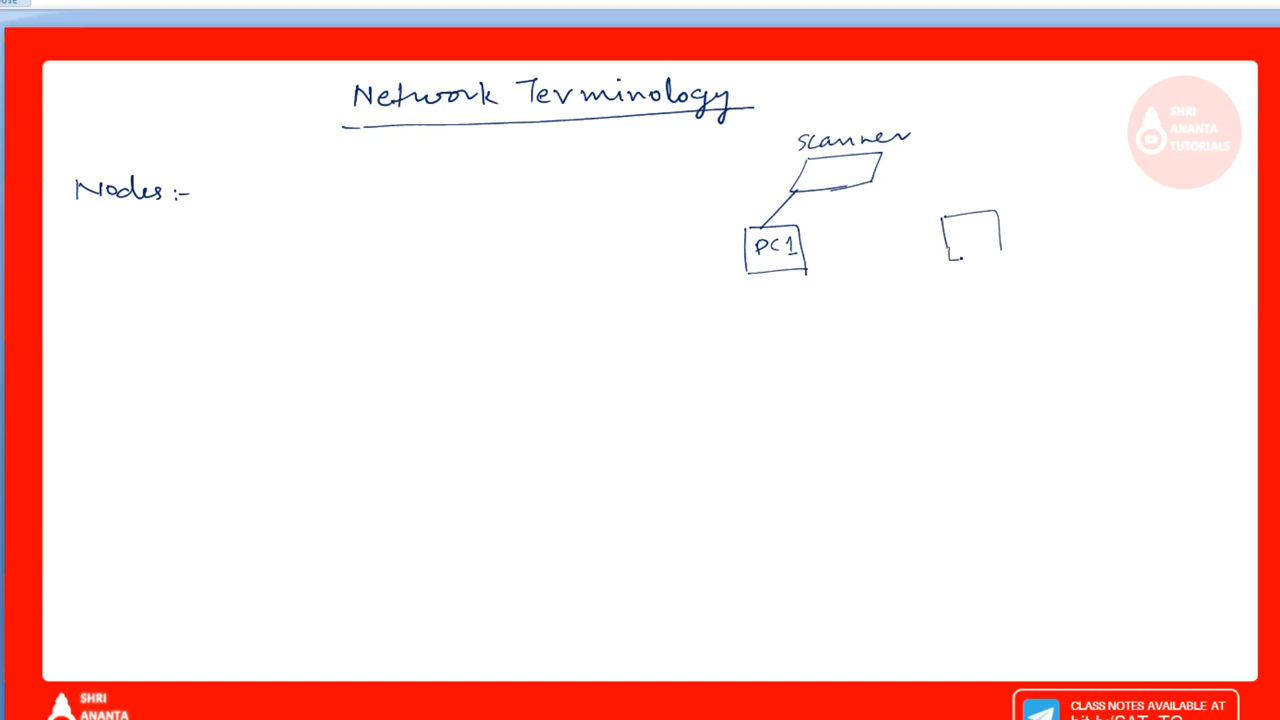 Network Terminology
scanner
Nodes :-
PC1
SHRI
ANANTA
TUTORIALS
SHRI
ANANTA
CLASS NOTES AVAILABLE AT